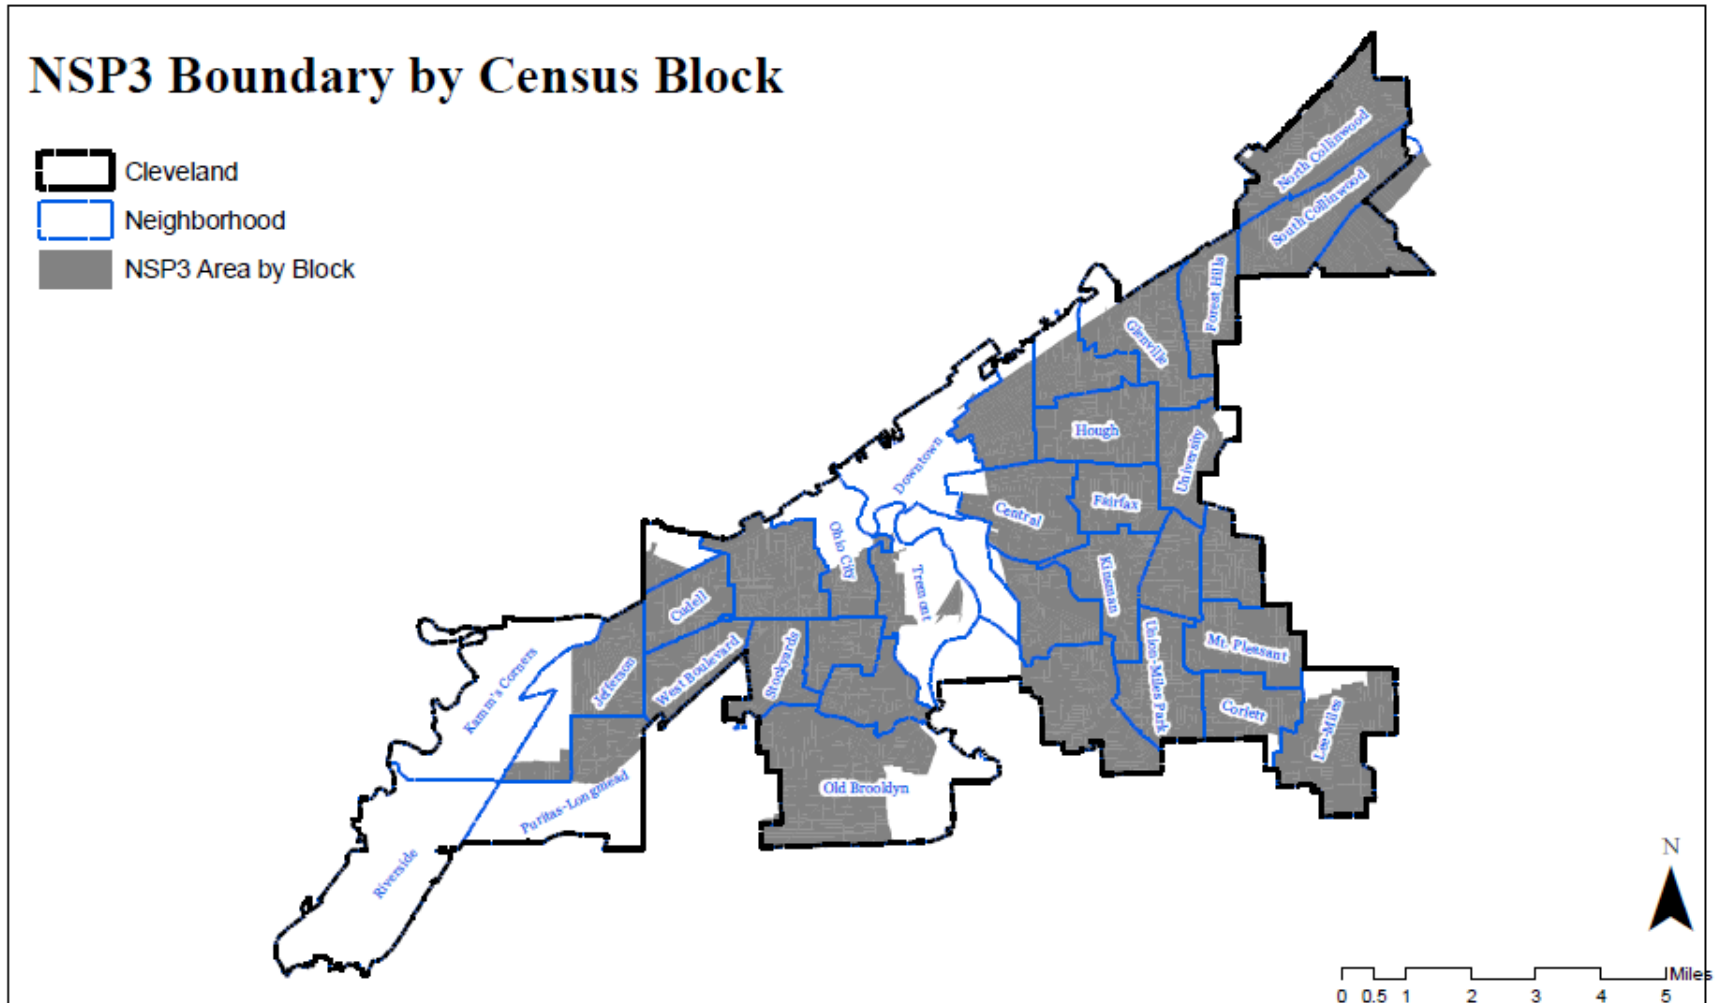 NSP3 Boundary by Census Block
Cleveland
Neighborhood
NSP3 Area by Block
North Collinwood
South Collinwood
Forest Hills
Glenville
Hough
University
Downtown
Fairfax
Central
Ohio City
Tremont
Kinsman
Cudell
Mt. Pleasant
Union-Miles Park
West Boulevard
Stockyards
Jefferson
Kamm's Corners
Corlett
Lee-Miles
Old Brooklyn
Puritas-Longmead
Riverside
N
Miles
0 0.5 1 2 3 4 5